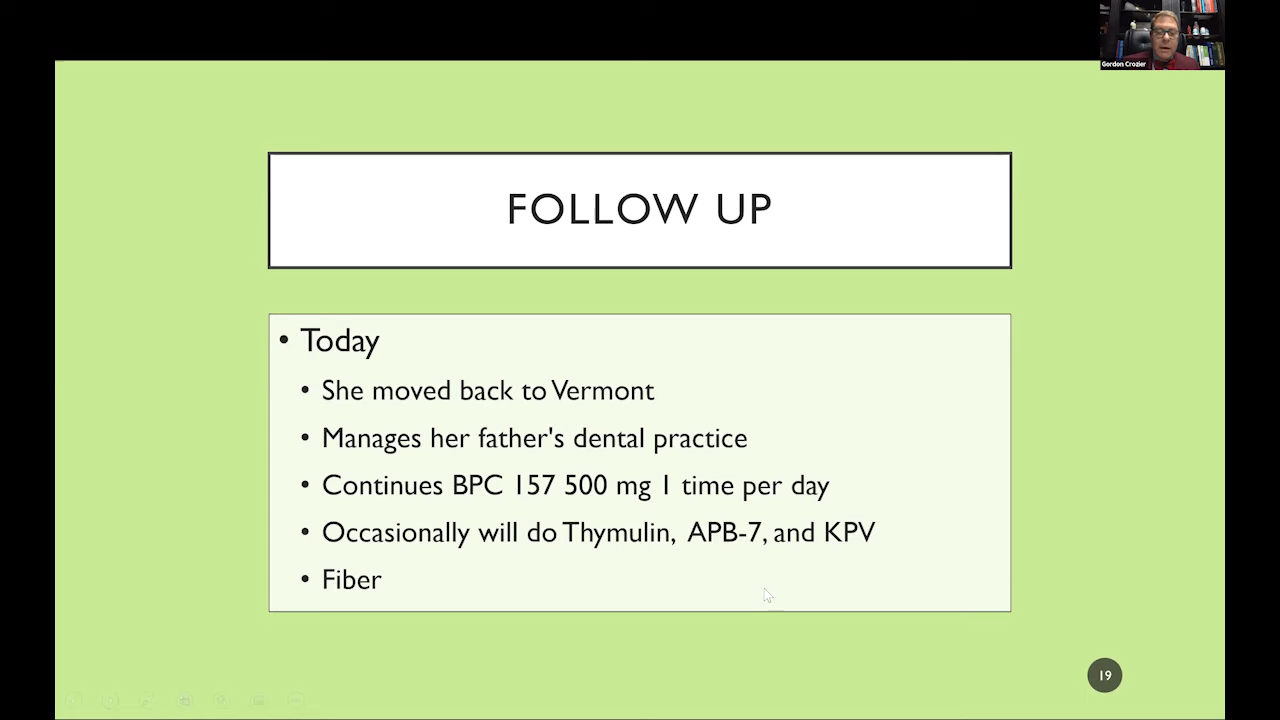 Gordon Crozier
FOLLOW UP
• Today
• She moved back to Vermont
• Manages her father's dental practice
• Continues BPC 157 500 mg 1 time per day
• Occasionally will do Thymulin, APB-7, and KPV
• Fiber
19